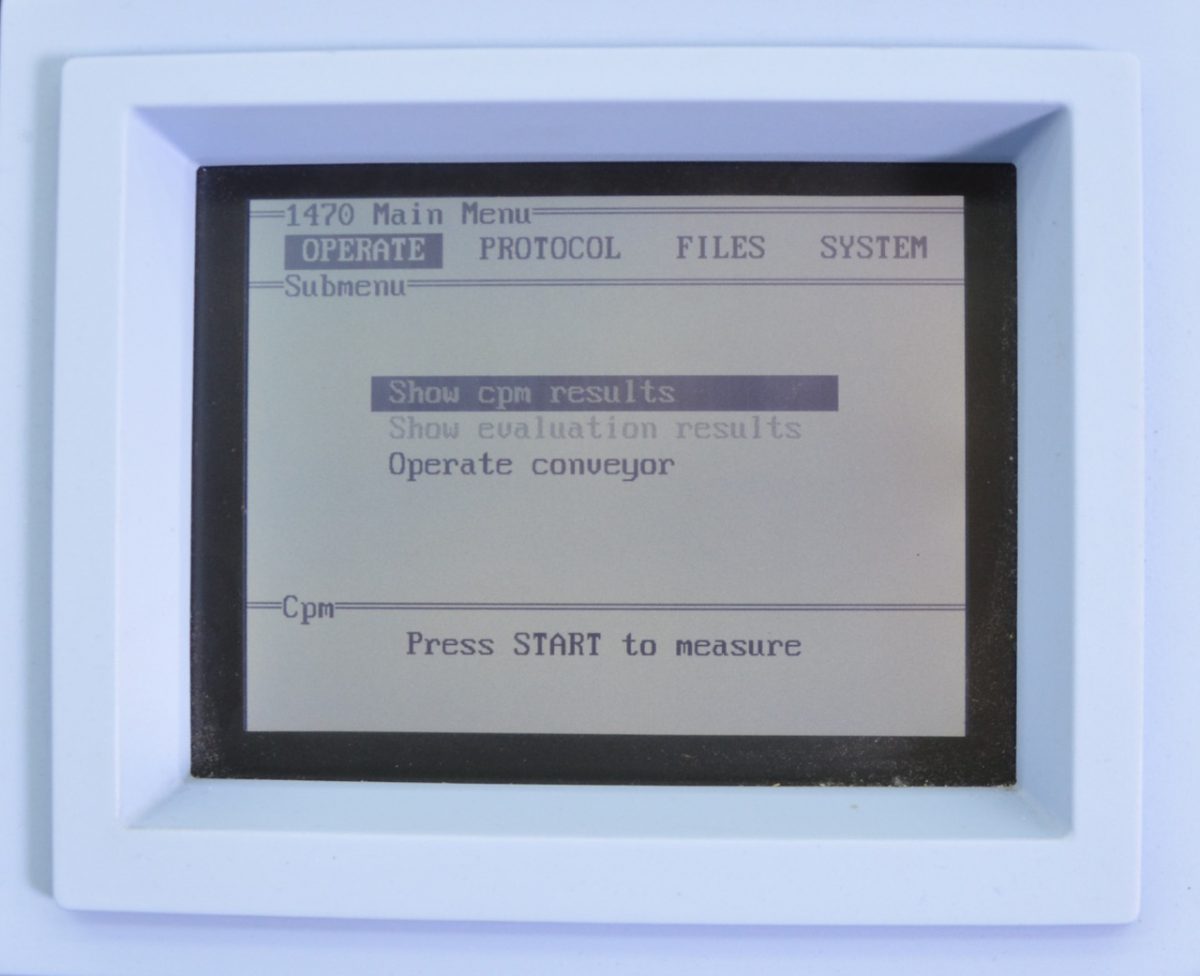 1470 Main Menu
OPERATE PROTOCOL FILES SYSTEM
Submenu
Show cpm results
Show evaluation results
Operate conveyor
Cpm
Press START to measure